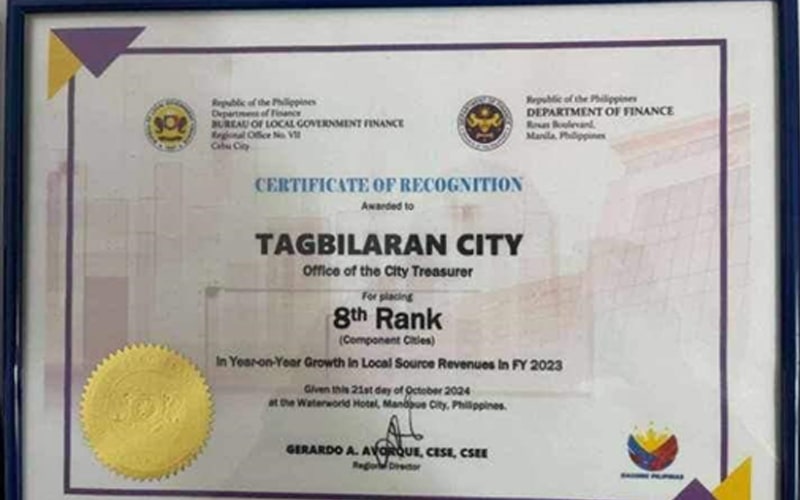 Republic of the Philippines
Department of Finance
BUREAU OF LOCAL GOVERNMENT FINANCE
Regional Office No. VII
Cebu City
Republic of the Philippines
DEPARTMENT OF FINANCE
Roxas Boulevard,
Manila, Philippines
CERTIFICATE OF RECOGNITION
Awarded to
TAGBILARAN CITY
Office of the City Treasurer
For placing
8th Rank
(Component Cities)
In Year-on-Year Growth in Local Source Revenues in FY 2023
Given this 21st day of October 2024
at the Waterworld Hotel, Mandaue City, Philippines.
GERARDO A. AVORQUE, CESE, CSEE
Regional Director
BAGONG PILIPINAS